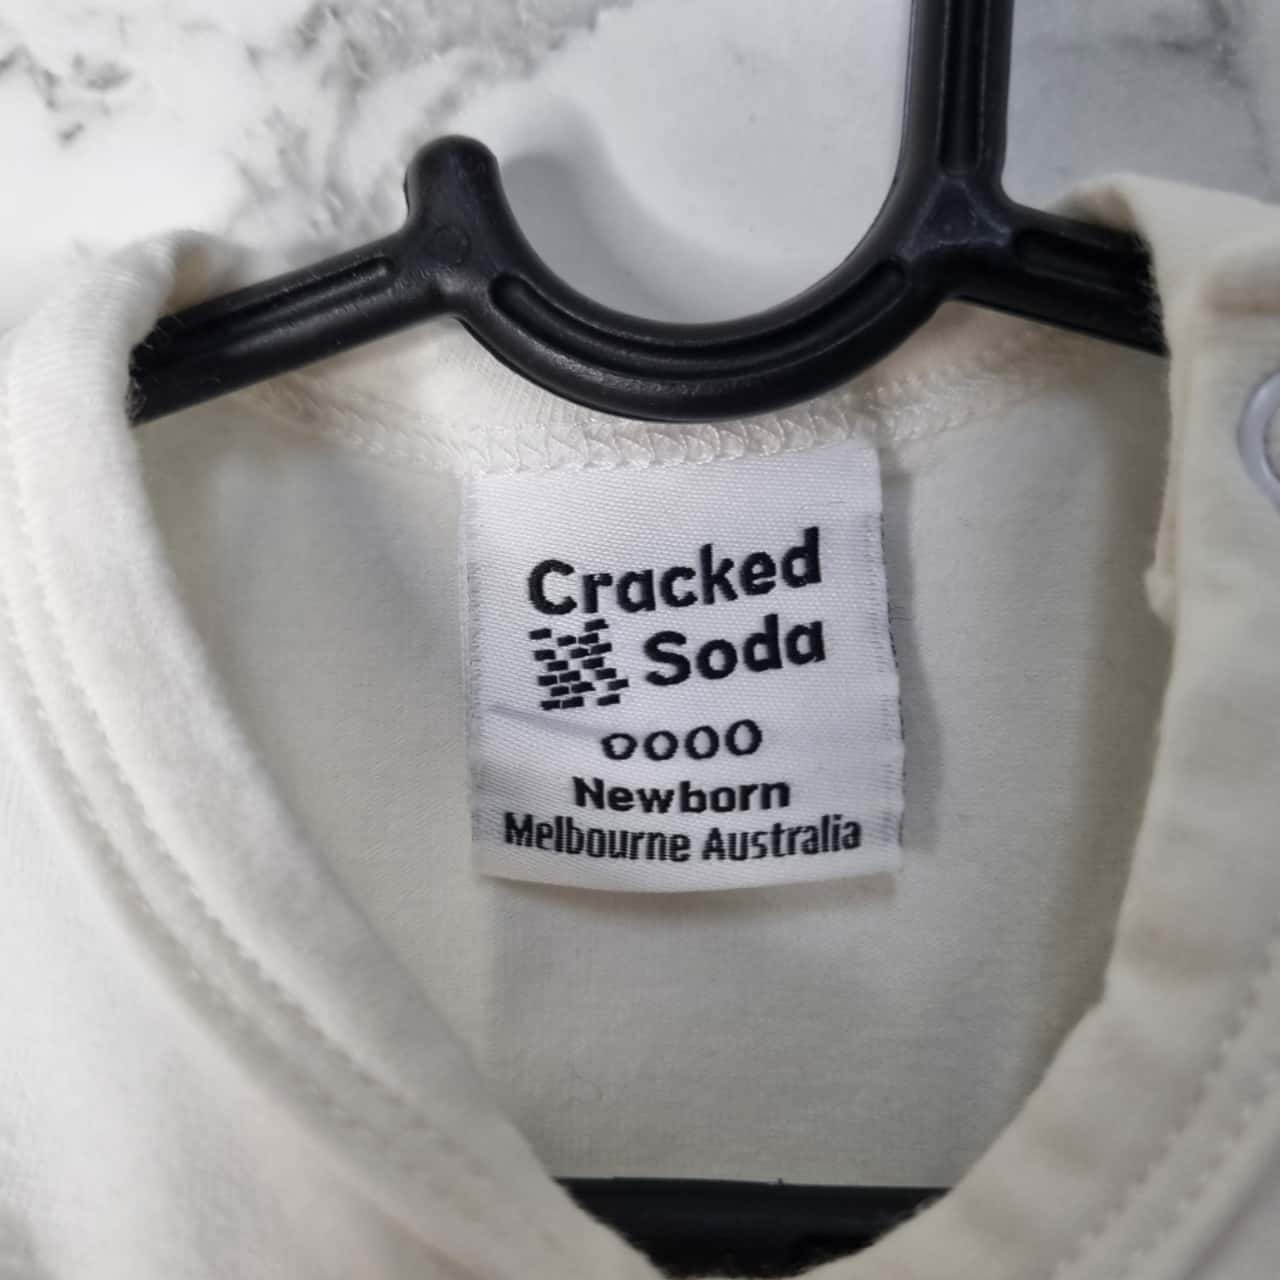 Cracked
Soda
0000
Newborn
Melbourne Australia